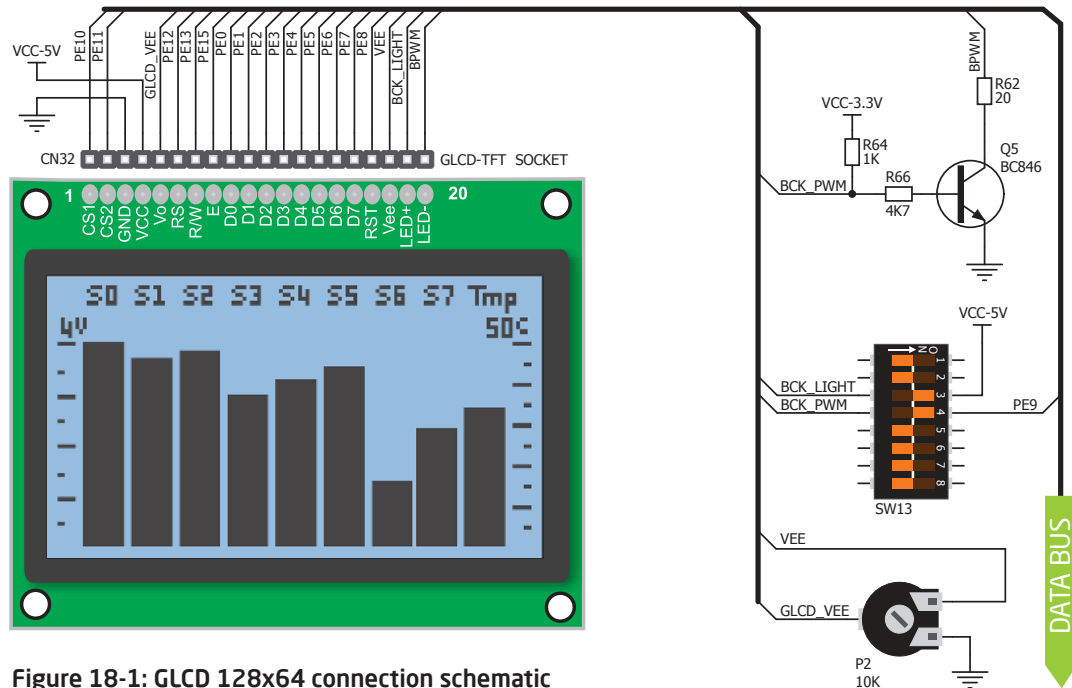 VCC-5V
PE10
PE11
GLCD_VEE
PE12
PE13
PE15
PE0
PE1
PE2
PE3
PE4
PE5
PE6
PE7
PE8
VEE
BCK_LIGHT
BPWM
CN32
GLCD-TFT SOCKET
1
20
CS1
CS2
GND
VCC
Vo
RS
R/W
E
D0
D1
D2
D3
D4
D5
D6
D7
RST
Vee
LED+
LED-
S0 S1 S2 S3 S4 S5 S6 S7 Tmp
4V
50C
BPWM
R62
20
VCC-3.3V
R64
1K
Q5
BC846
BCK_PWM
R66
4K7
VCC-5V
ON
1
2
3
4
5
6
7
8
BCK_LIGHT
BCK_PWM
PE9
SW13
VEE
GLCD_VEE
P2
10K
DATA BUS
Figure 18-1: GLCD 128x64 connection schematic